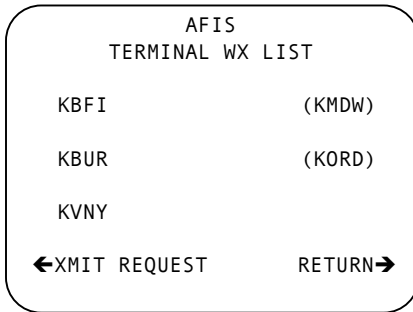 AFIS
TERMINAL WX LIST
KBFI (KMDW)
KBUR (KORD)
KVNY
←XMIT REQUEST RETURN→